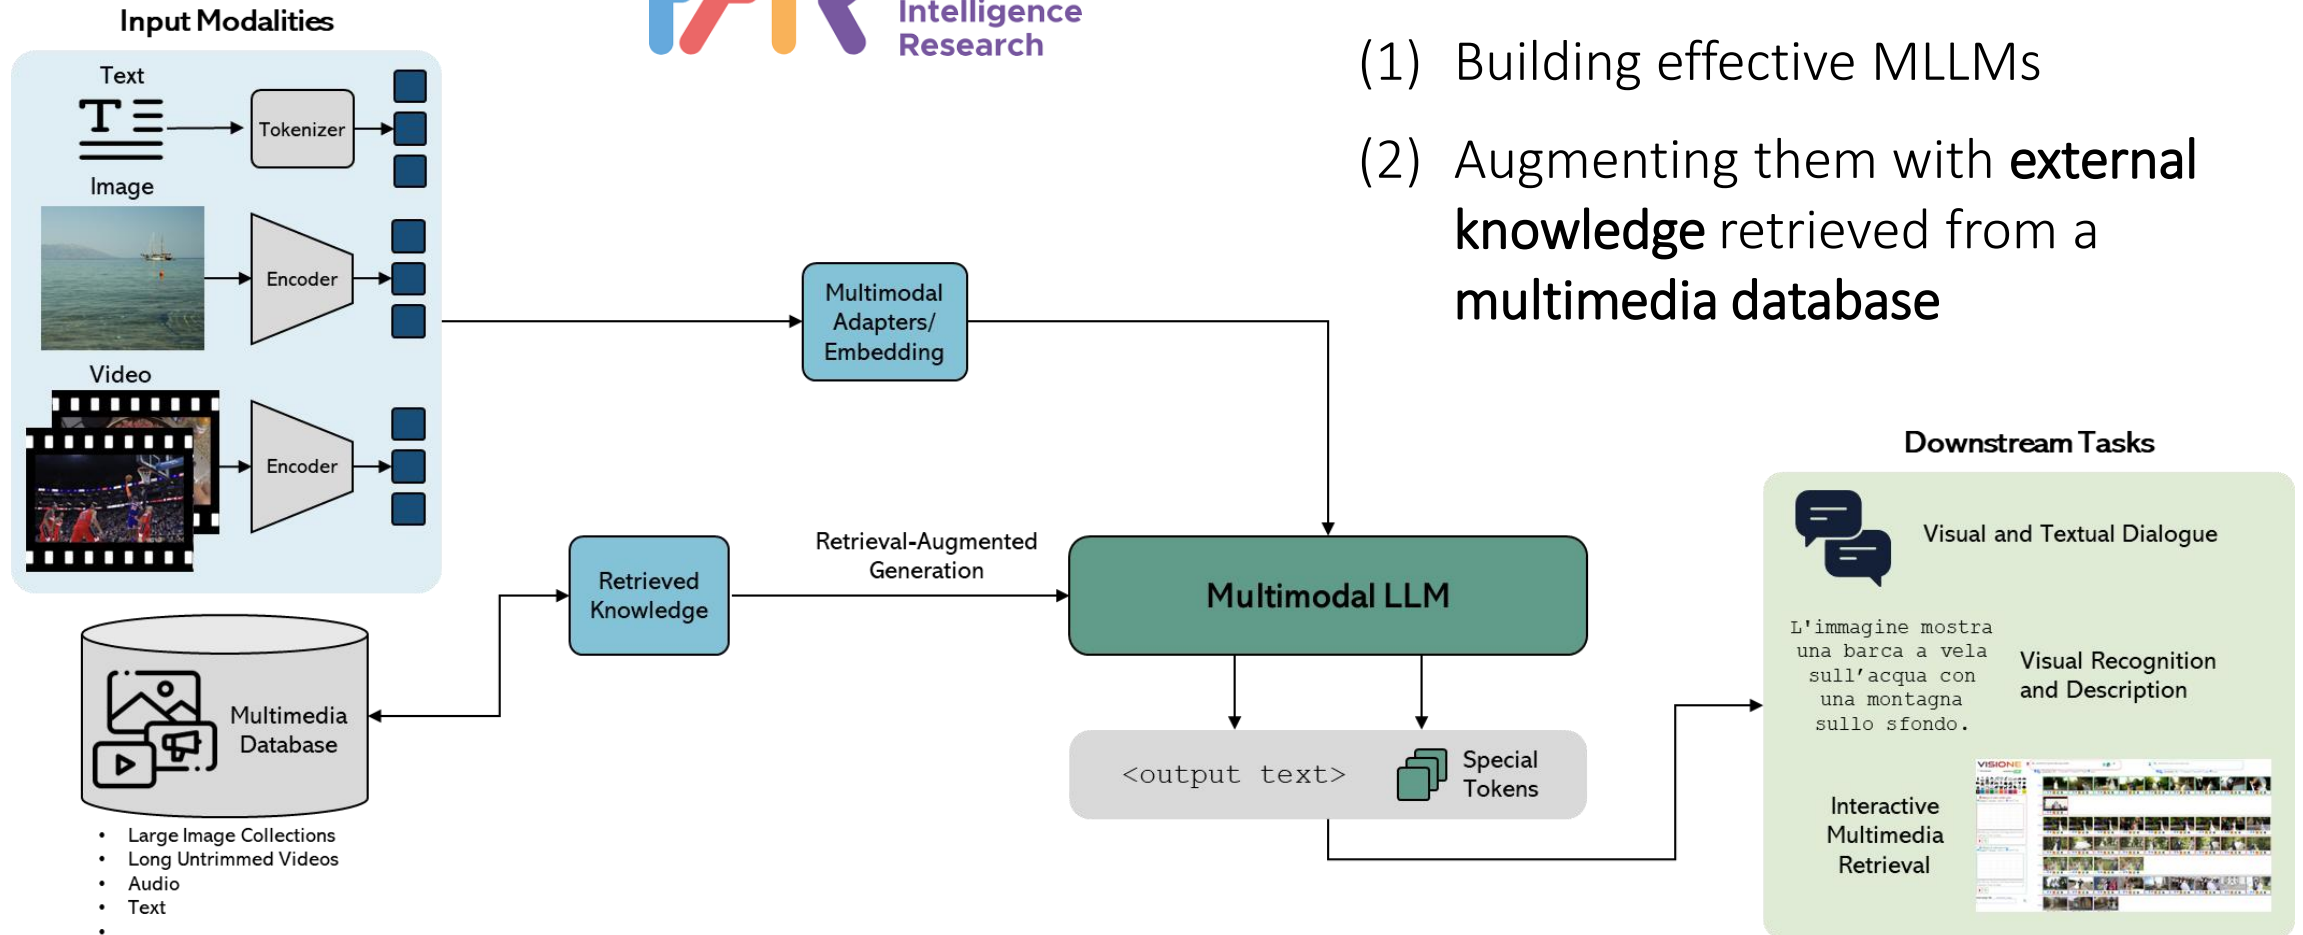 Intelligence
Research
(1) Building effective MLLMs
(2) Augmenting them with external
knowledge retrieved from a
multimedia database
Input Modalities
Text
Tokenizer
Image
Encoder
Video
Encoder
Multimodal
Adapters/
Embedding
Retrieved
Knowledge
Retrieval-Augmented
Generation
Multimodal LLM
<output text>
Special
Tokens
Multimedia
Database
• Large Image Collections
• Long Untrimmed Videos
• Audio
• Text
•
Downstream Tasks
Visual and Textual Dialogue
L'immagine mostra
una barca a vela
sull'acqua con
una montagna
sullo sfondo.
Visual Recognition
and Description
Interactive
Multimedia
Retrieval
VISIONE